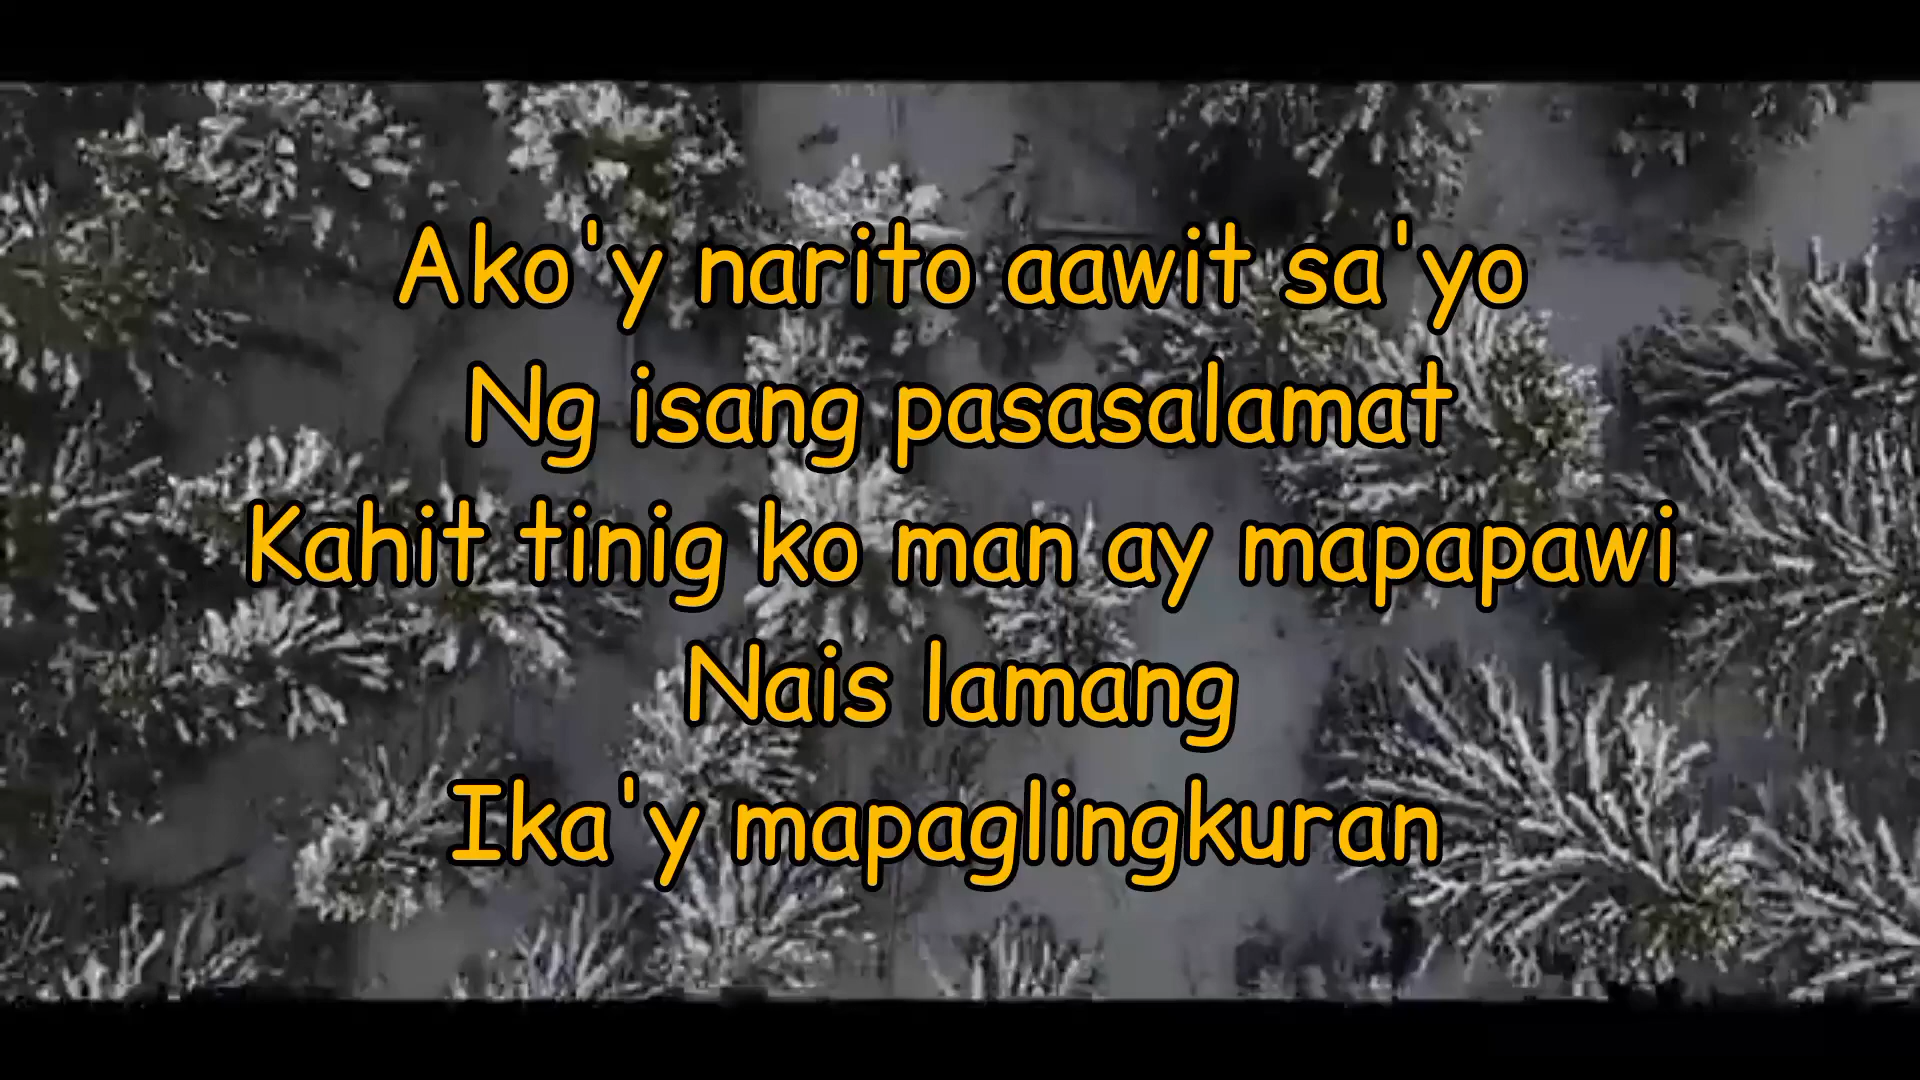 Ako'y narito aawit sa'yo
Ng isang pasasalamat
Kahit tinig ko man ay mapapawi
Nais lamang
Ika'y mapaglingkuran